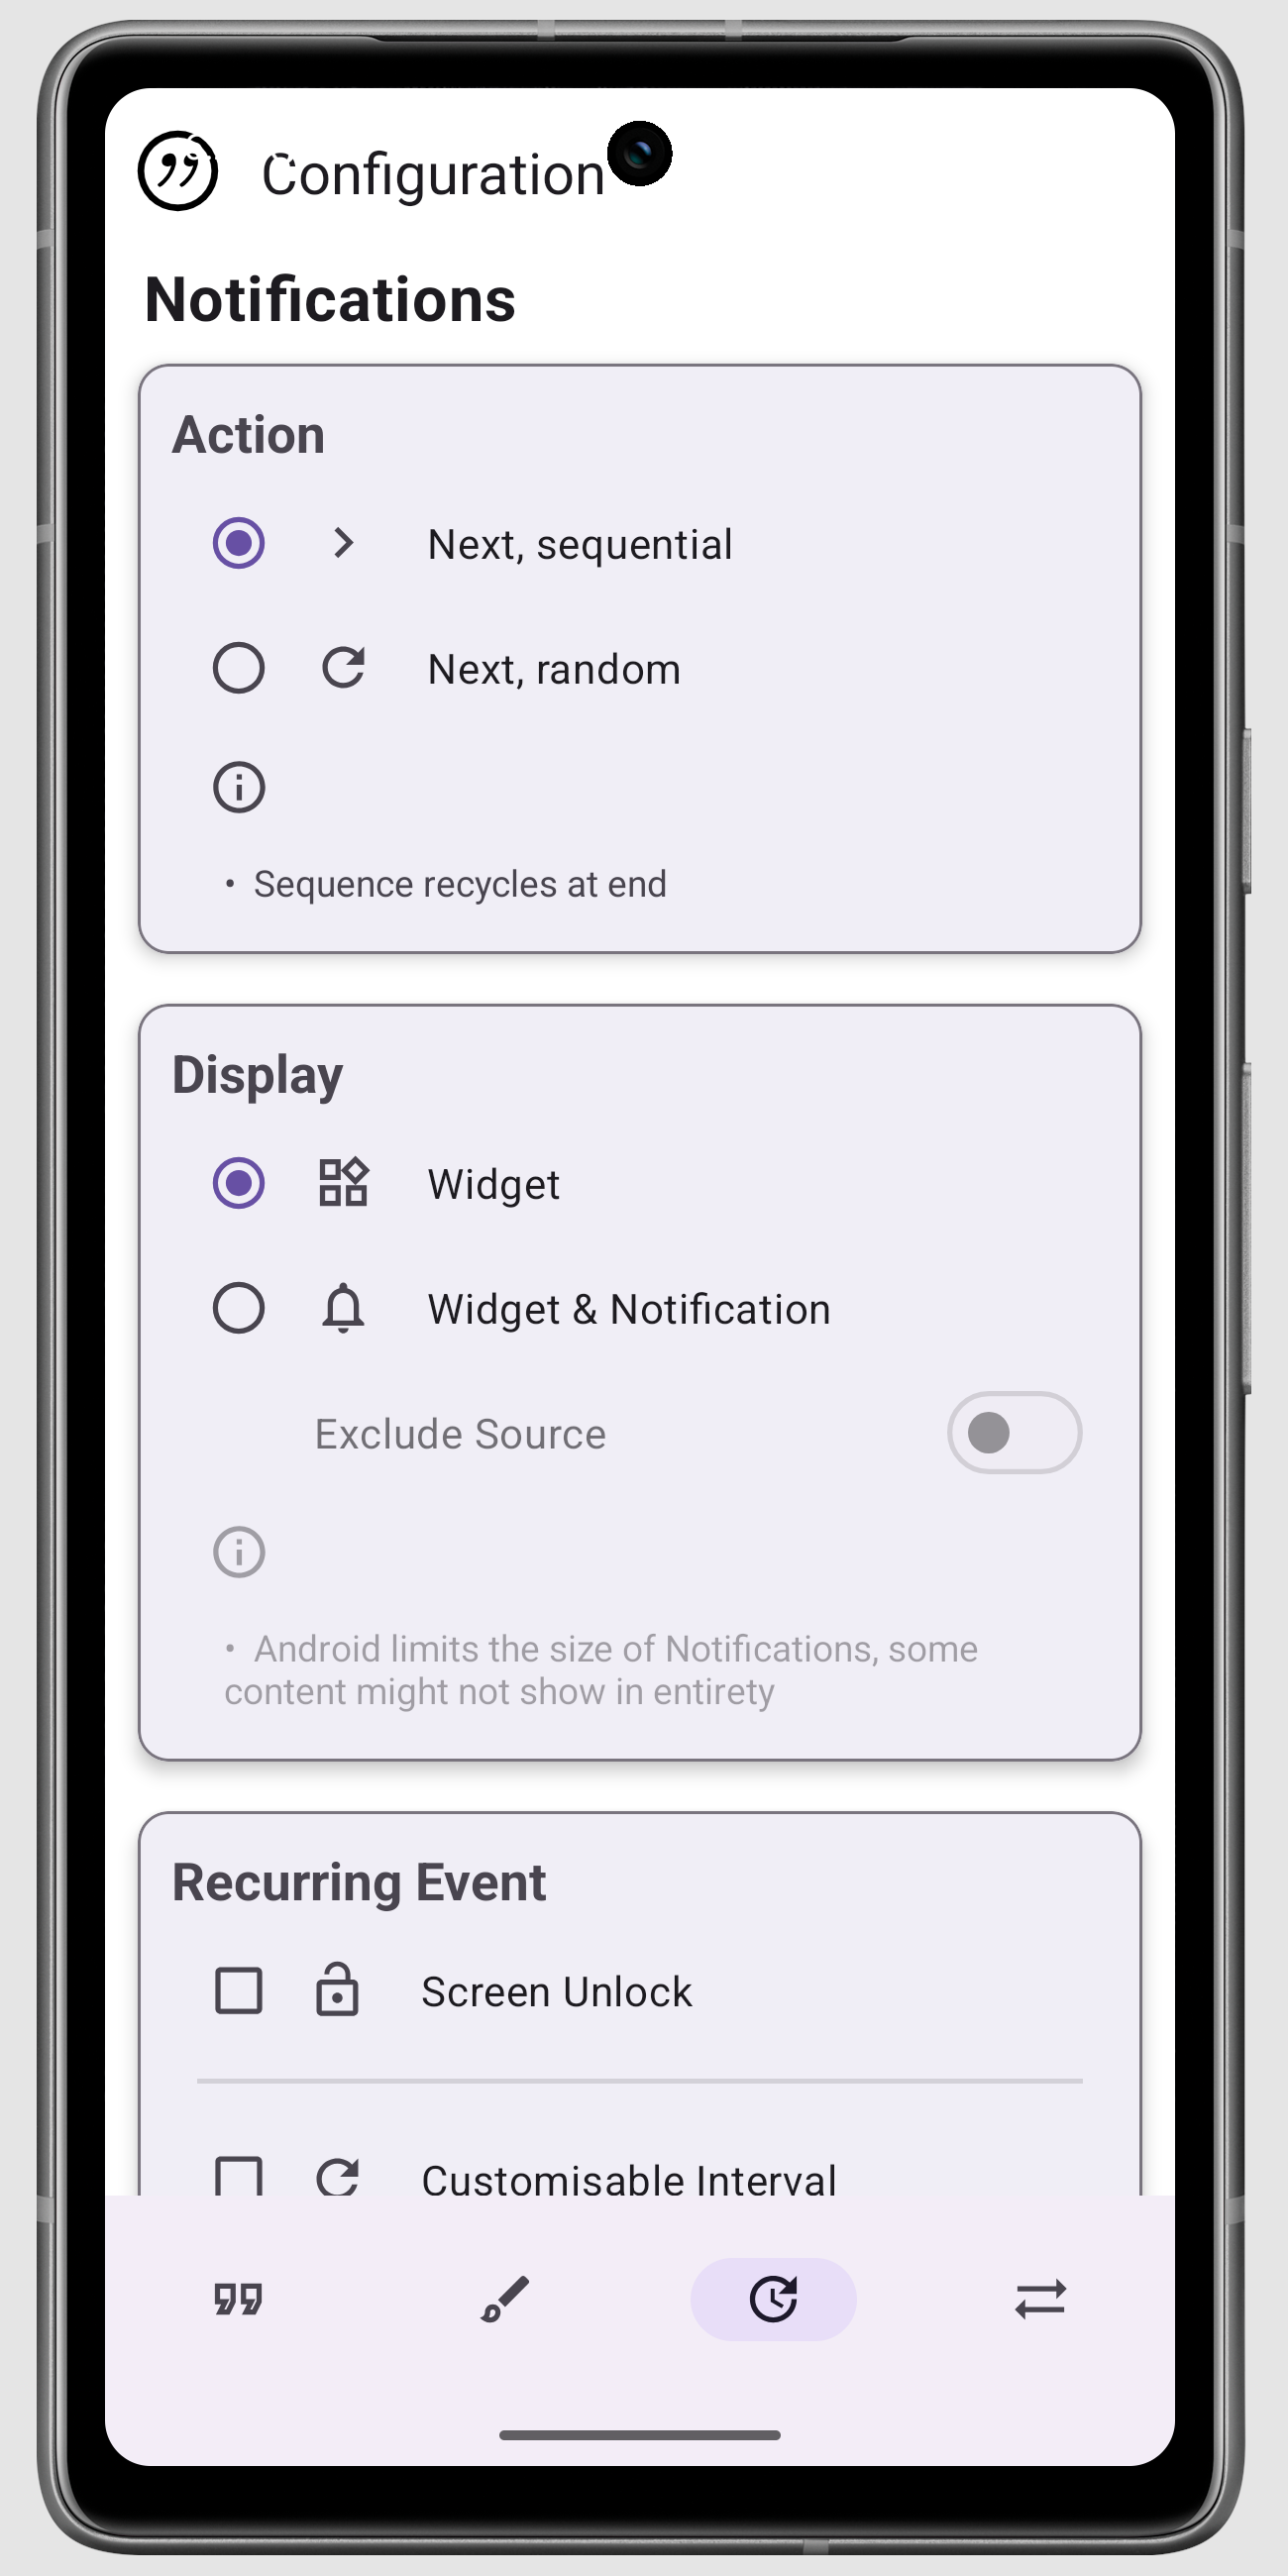 Configuration
Notifications
Action
Next, sequential
Next, random
• Sequence recycles at end
Display
Widget
Widget & Notification
Exclude Source
• Android limits the size of Notifications, some
content might not show in entirety
Recurring Event
Screen Unlock
Customisable Interval